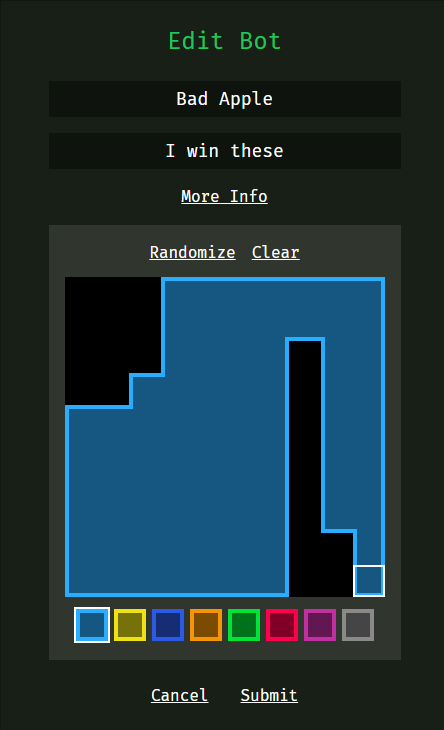 Edit Bot
Bad Apple
I win these
More Info
Randomize Clear
Cancel Submit